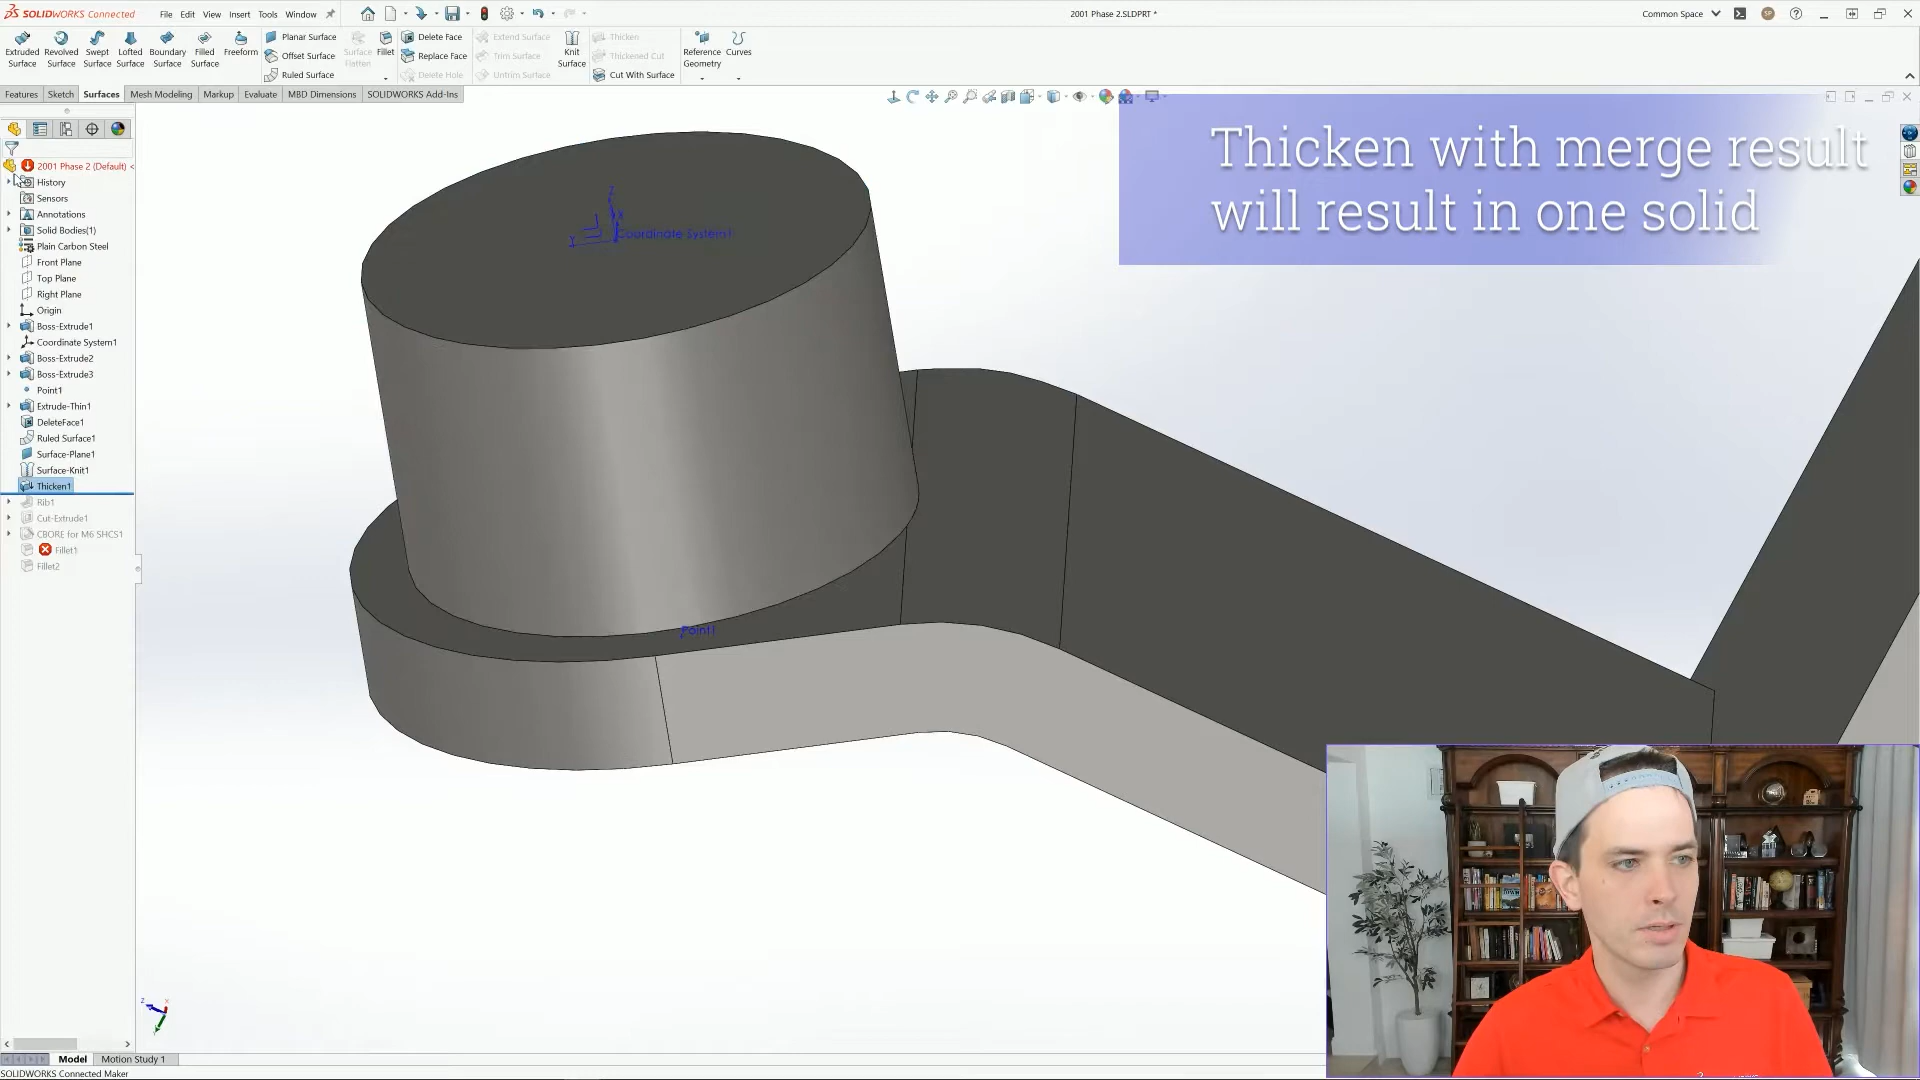 SOLIDWORKS Connected File Edit View Insert Tools Window 2001 Phase 2.SLDPRT * Common Space
Extruded Surface
Revolved Surface
Swept Surface
Lofted Surface
Boundary Surface
Filled Surface
Freeform
Planar Surface
Offset Surface
Ruled Surface
Surface Flatten
Fillet
Delete Face
Replace Face
Delete Hole
Extend Surface
Trim Surface
Untrim Surface
Knit Surface
Thicken
Thickened Cut
Cut With Surface
Reference Geometry
Curves
Features Sketch Surfaces Mesh Modeling Markup Evaluate MBD Dimensions SOLIDWORKS Add-Ins
Thicken with merge result
will result in one solid
2001 Phase 2 (Default) <
History
Sensors
Annotations
Solid Bodies(1)
Plain Carbon Steel
Front Plane
Top Plane
Right Plane
Origin
Boss-Extrude1
Coordinate System1
Boss-Extrude2
Boss-Extrude3
Point1
Extrude-Thin1
DeleteFace1
Ruled Surface1
Surface-Plane1
Surface-Knit1
Thicken1
Rib1
Cut-Extrude1
CBORE for M6 SHCS1
Fillet1
Fillet2
Z
X
Y
Coordinate System1
Point1
Z X
Y
Model Motion Study 1
SOLIDWORKS Connected Maker